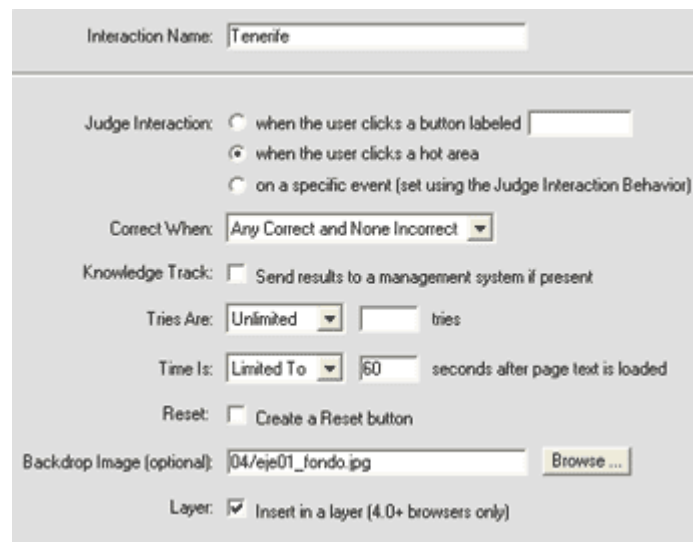 Interaction Name: Tenerife
Judge Interaction: when the user clicks a button labeled
when the user clicks a hot area
on a specific event (set using the Judge Interaction Behavior)
Correct When: Any Correct and None Incorrect
Knowledge Track: Send results to a management system if present
Tries Are: Unlimited tries
Time Is: Limited To 60 seconds after page text is loaded
Reset: Create a Reset button
Backdrop Image (optional): 04/eje01_fondo.jpg Browse ...
Layer: Insert in a layer (4.0+ browsers only)